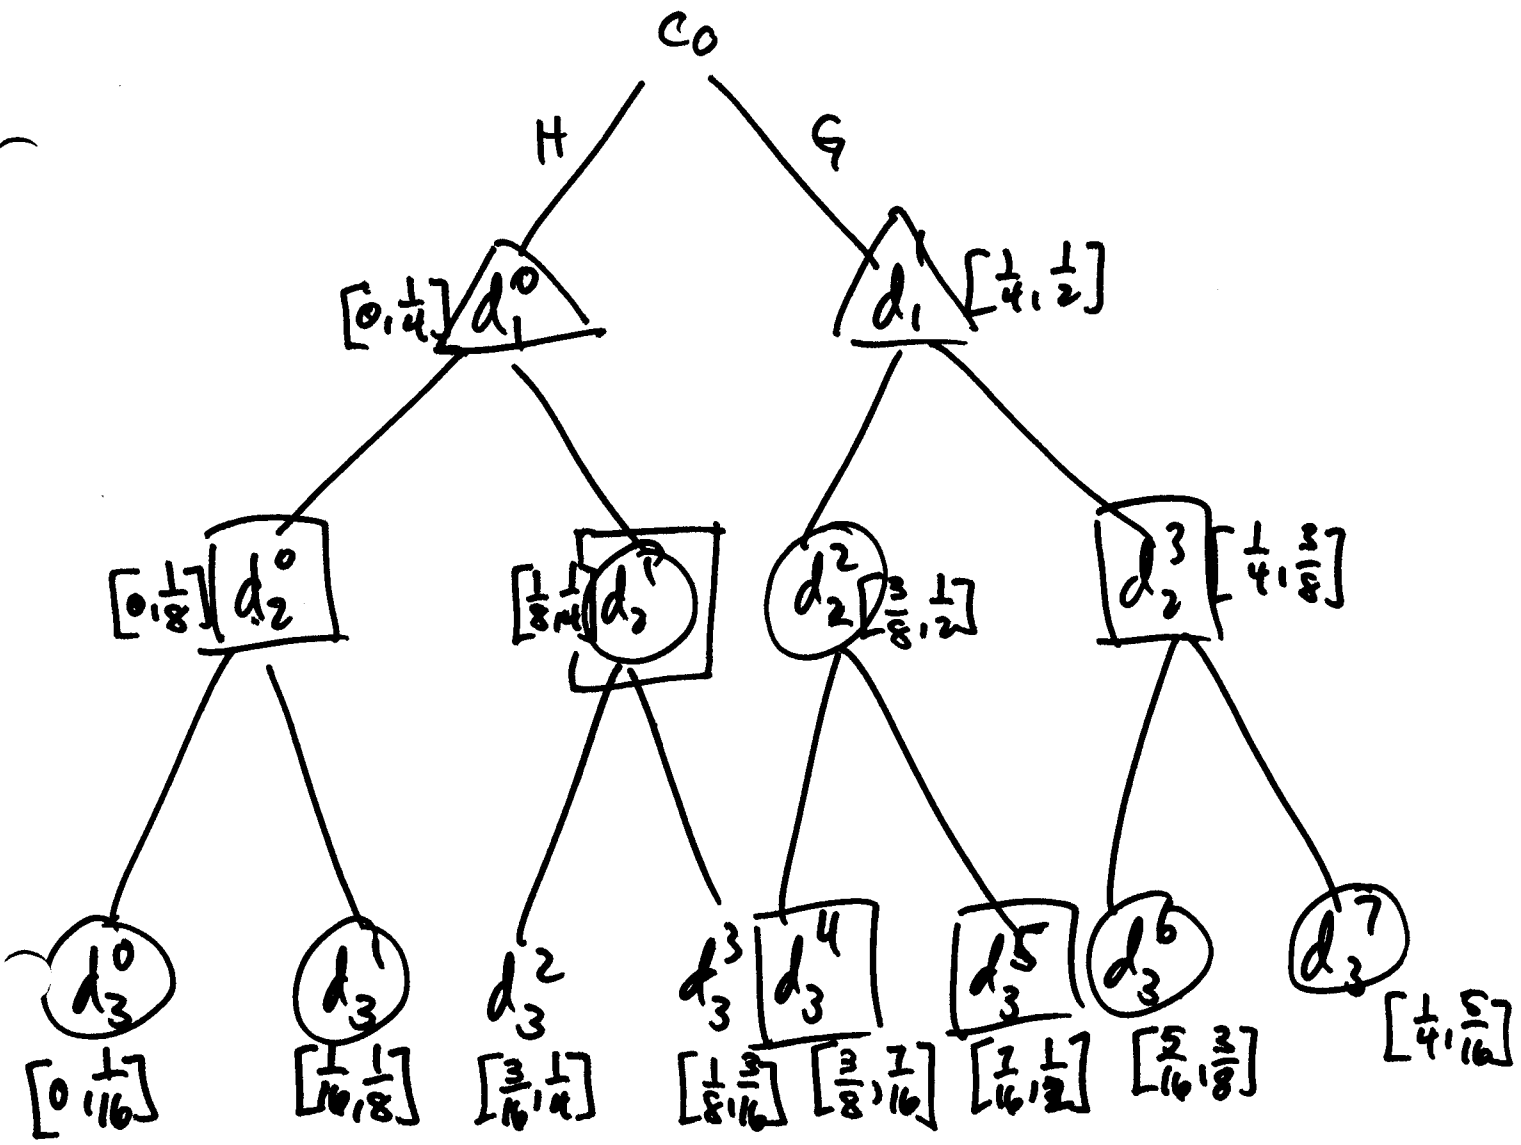 C0
H G
[0, 1/4] d_1^0 d_1^1 [1/4, 1/2]
[0, 1/8] d_2^0 [1/8, 1/4] d_2^1 d_2^2 [3/8, 1/2] d_2^3 [1/4, 3/8]
d_3^0 d_3^1 d_3^2 d_3^3 d_3^4 d_3^5 d_3^6 d_3^7
[0, 1/16] [1/16, 1/8] [3/16, 1/4] [1/8, 3/16] [3/8, 7/16] [7/16, 1/2] [5/16, 3/8] [1/4, 5/16]